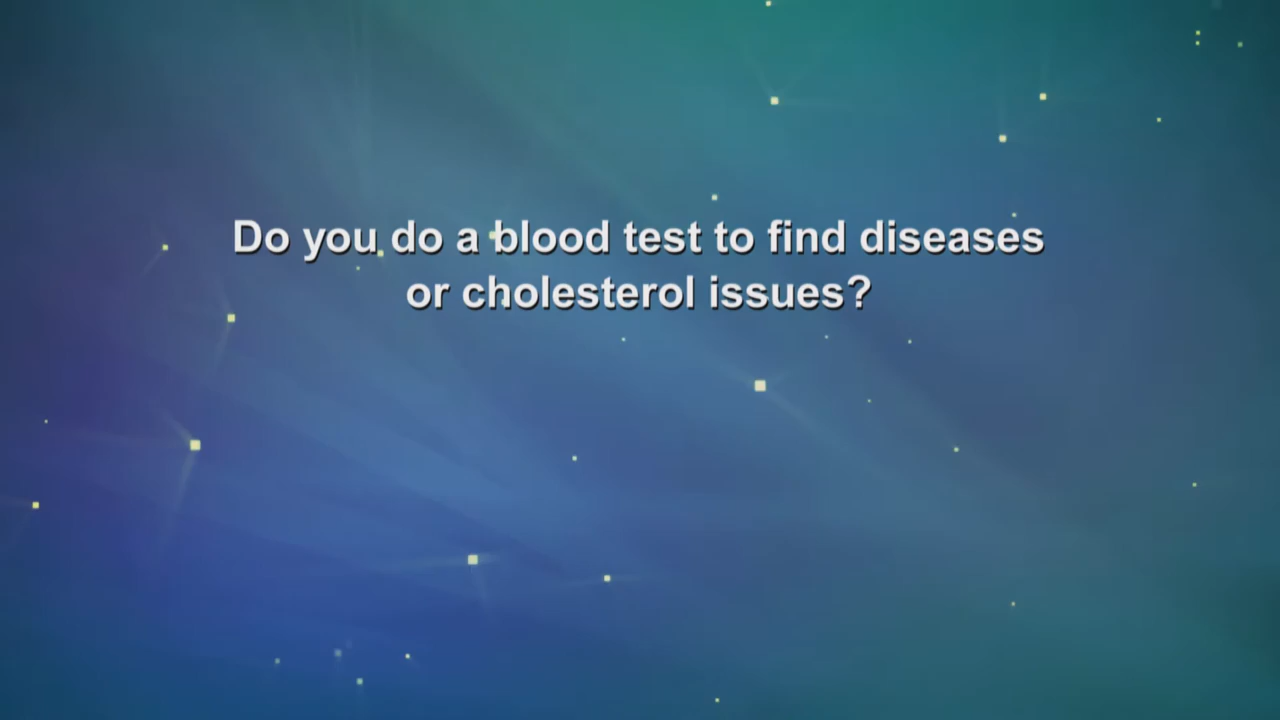 Do you do a blood test to find diseases
or cholesterol issues?